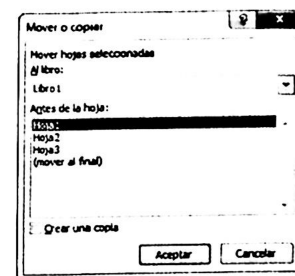 Mover o copiar
Mover hojas seleccionadas
Al libro:
Libro1
Antes de la hoja:
Hoja1
Hoja2
Hoja3
(mover al final)
Crear una copia
Aceptar
Cancelar